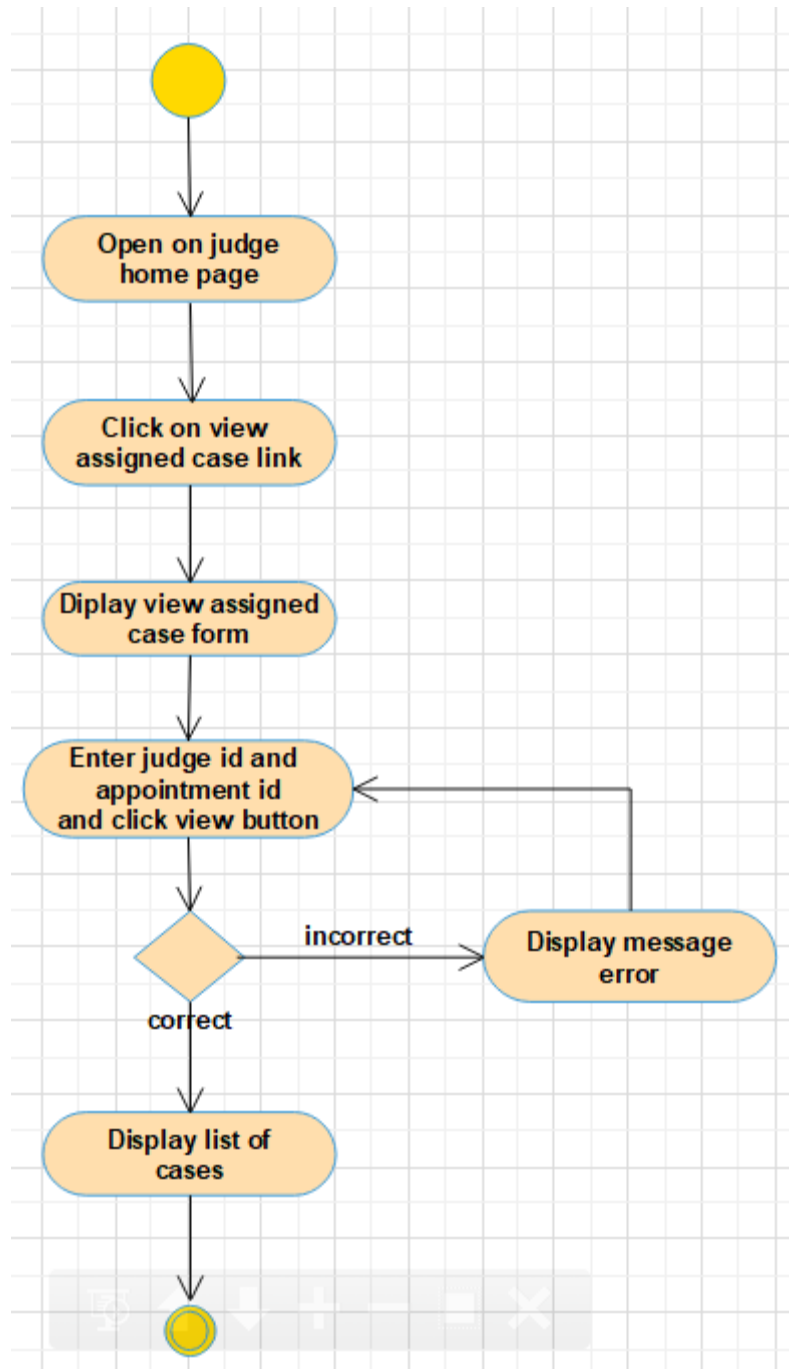 Open on judge
home page
Click on view
assigned case link
Diplay view assigned
case form
Enter judge id and
appointment id
and click view button
incorrect
Display message
error
correct
Display list of
cases